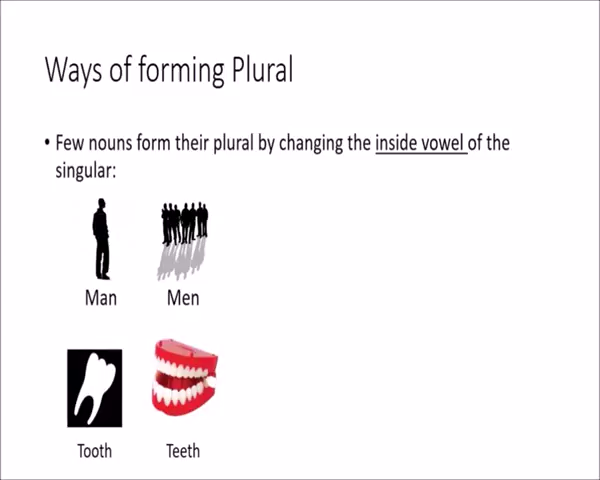 Ways of forming Plural
• Few nouns form their plural by changing the inside vowel of the
singular:
Man Men
Tooth Teeth